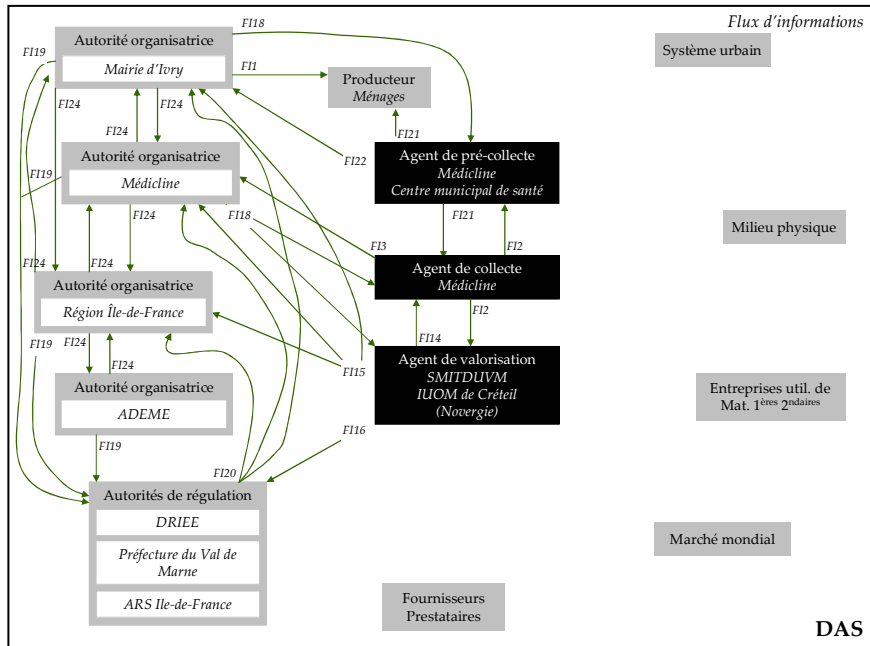 Flux d'informations
FI18
FI19
Autorité organisatrice
Mairie d'Ivry
FI1
Système urbain
Producteur
Ménages
FI24
FI24
FI24
FI21
FI22
Autorité organisatrice
Médicline
Agent de pré-collecte
Médicline
Centre municipal de santé
FI19
FI24
FI18
FI21
Milieu physique
FI3
FI2
FI24
FI24
Autorité organisatrice
Région Île-de-France
Agent de collecte
Médicline
FI2
FI19
FI24
FI14
FI24
FI15
Agent de valorisation
SMITDUVM
IUOM de Créteil
(Novergie)
Autorité organisatrice
ADEME
Entreprises util. de
Mat. 1ères 2ndaires
FI19
FI16
FI20
Autorités de régulation
DRIEE
Préfecture du Val de
Marne
ARS Ile-de-France
Marché mondial
Fournisseurs
Prestataires
DAS